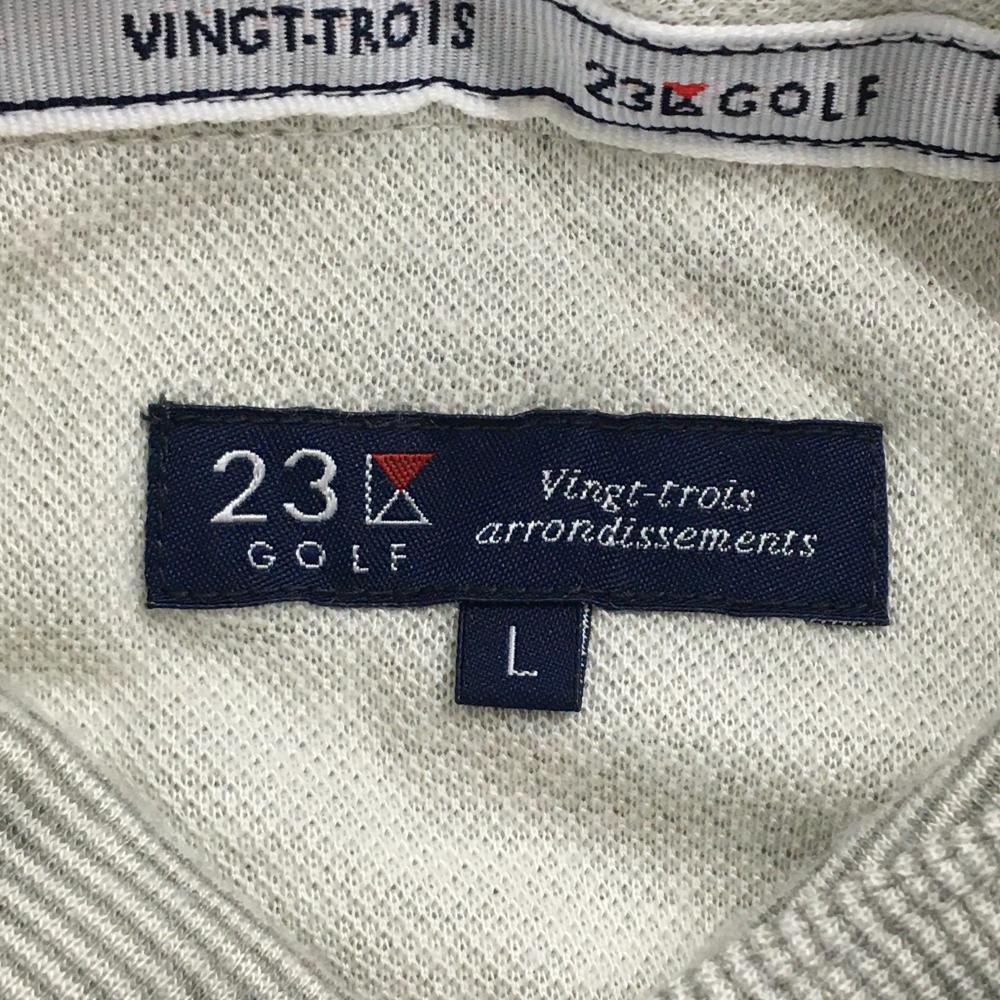 VINGT-TROIS
23 GOLF
23
GOLF
Vingt-trois
arrondissements
L